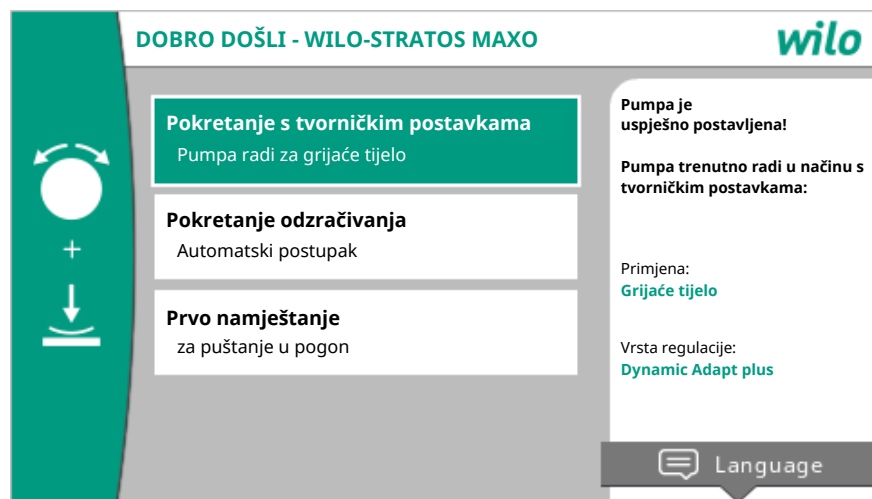 DOBRO DOŠLI - WILO-STRATOS MAXO
wilo
Pokretanje s tvorničkim postavkama
Pumpa radi za grijaće tijelo
Pokretanje odzračivanja
Automatski postupak
Prvo namještanje
za puštanje u pogon
+
Pumpa je
uspješno postavljena!
Pumpa trenutno radi u načinu s
tvorničkim postavkama:
Primjena:
Grijaće tijelo
Vrsta regulacije:
Dynamic Adapt plus
Language